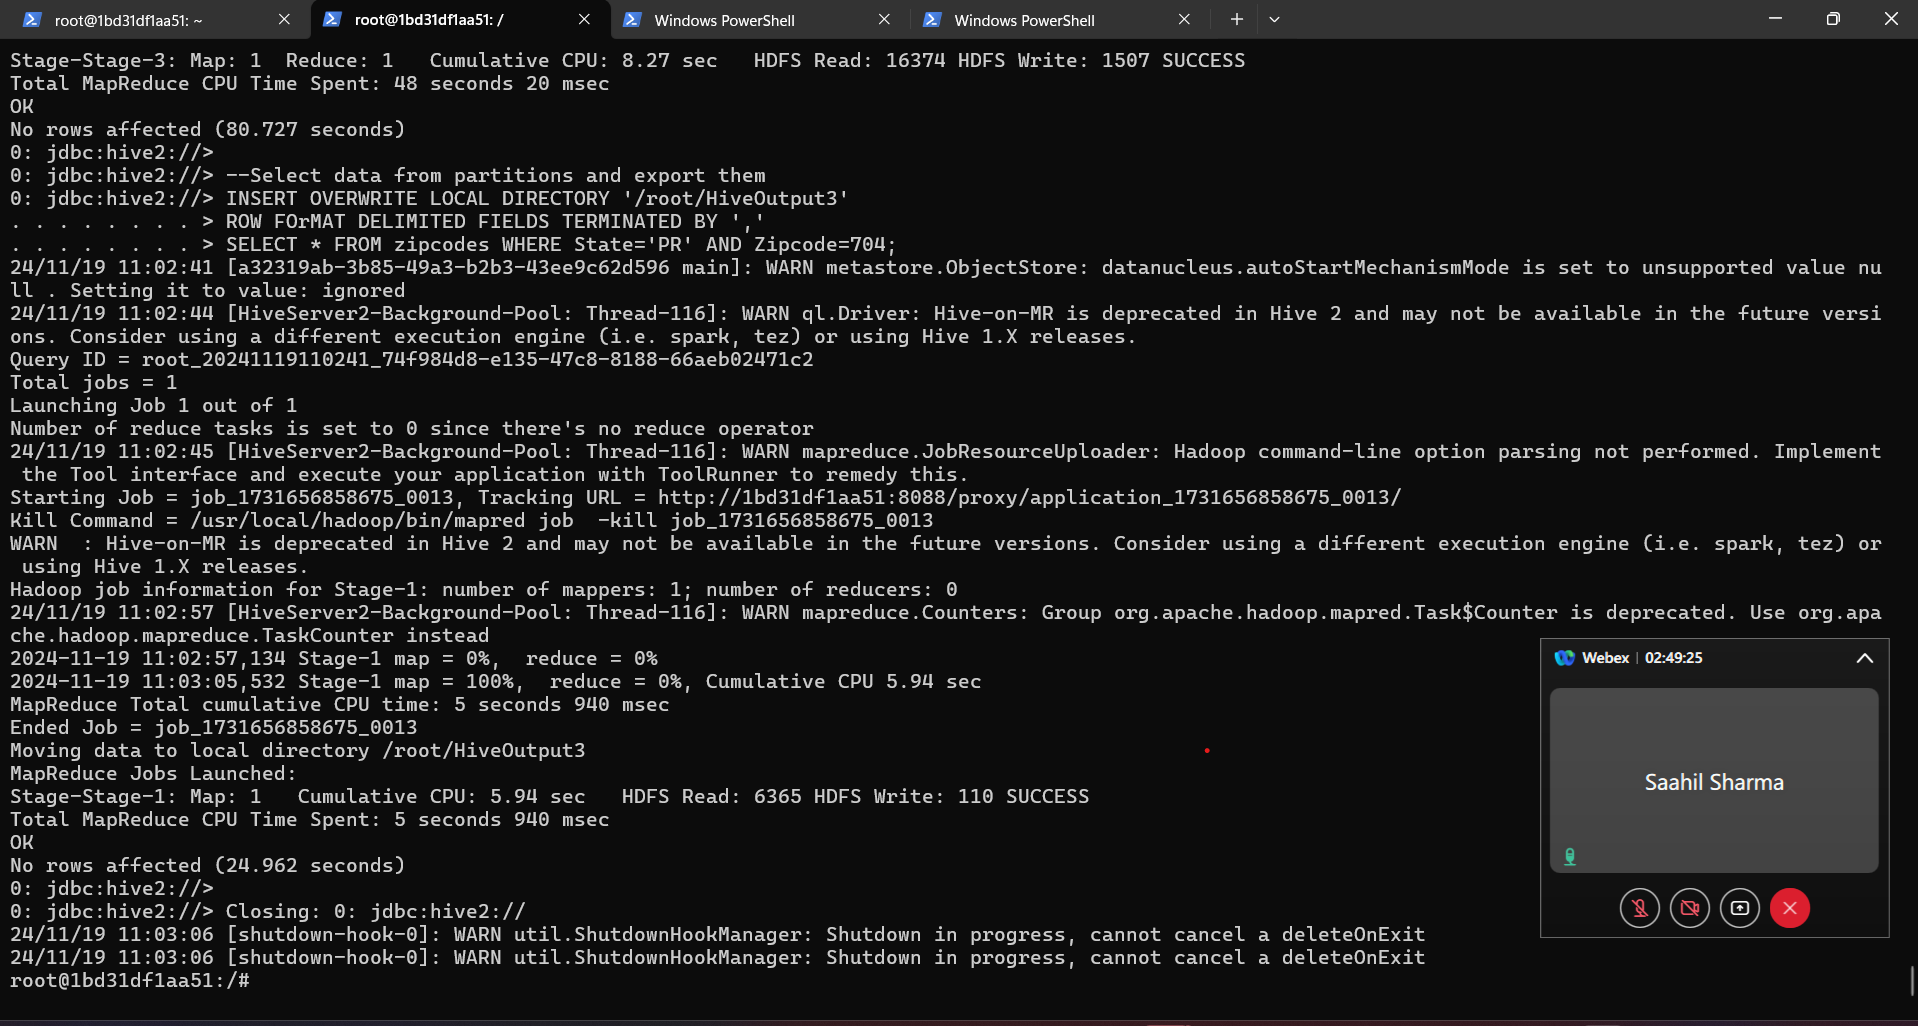 root@1bd31df1aa51: ~
root@1bd31df1aa51: /
Windows PowerShell
Windows PowerShell
Stage-Stage-3: Map: 1  Reduce: 1   Cumulative CPU: 8.27 sec   HDFS Read: 16374 HDFS Write: 1507 SUCCESS
Total MapReduce CPU Time Spent: 48 seconds 20 msec
OK
No rows affected (80.727 seconds)
0: jdbc:hive2://>
0: jdbc:hive2://> --Select data from partitions and export them
0: jdbc:hive2://> INSERT OVERWRITE LOCAL DIRECTORY '/root/HiveOutput3'
. . . . . . . . > ROW FOrMAT DELIMITED FIELDS TERMINATED BY ','
. . . . . . . . > SELECT * FROM zipcodes WHERE State='PR' AND Zipcode=704;
24/11/19 11:02:41 [a32319ab-3b85-49a3-b2b3-43ee9c62d596 main]: WARN metastore.ObjectStore: datanucleus.autoStartMechanismMode is set to unsupported value nu
ll . Setting it to value: ignored
24/11/19 11:02:44 [HiveServer2-Background-Pool: Thread-116]: WARN ql.Driver: Hive-on-MR is deprecated in Hive 2 and may not be available in the future versi
ons. Consider using a different execution engine (i.e. spark, tez) or using Hive 1.X releases.
Query ID = root_20241119110241_74f984d8-e135-47c8-8188-66aeb02471c2
Total jobs = 1
Launching Job 1 out of 1
Number of reduce tasks is set to 0 since there's no reduce operator
24/11/19 11:02:45 [HiveServer2-Background-Pool: Thread-116]: WARN mapreduce.JobResourceUploader: Hadoop command-line option parsing not performed. Implement
 the Tool interface and execute your application with ToolRunner to remedy this.
Starting Job = job_1731656858675_0013, Tracking URL = http://1bd31df1aa51:8088/proxy/application_1731656858675_0013/
Kill Command = /usr/local/hadoop/bin/mapred job  -kill job_1731656858675_0013
WARN  : Hive-on-MR is deprecated in Hive 2 and may not be available in the future versions. Consider using a different execution engine (i.e. spark, tez) or
 using Hive 1.X releases.
Hadoop job information for Stage-1: number of mappers: 1; number of reducers: 0
24/11/19 11:02:57 [HiveServer2-Background-Pool: Thread-116]: WARN mapreduce.Counters: Group org.apache.hadoop.mapred.Task$Counter is deprecated. Use org.apa
che.hadoop.mapreduce.TaskCounter instead
2024-11-19 11:02:57,134 Stage-1 map = 0%,  reduce = 0%
2024-11-19 11:03:05,532 Stage-1 map = 100%,  reduce = 0%, Cumulative CPU 5.94 sec
MapReduce Total cumulative CPU time: 5 seconds 940 msec
Ended Job = job_1731656858675_0013
Moving data to local directory /root/HiveOutput3
MapReduce Jobs Launched:
Stage-Stage-1: Map: 1   Cumulative CPU: 5.94 sec   HDFS Read: 6365 HDFS Write: 110 SUCCESS
Total MapReduce CPU Time Spent: 5 seconds 940 msec
OK
No rows affected (24.962 seconds)
0: jdbc:hive2://>
0: jdbc:hive2://> Closing: 0: jdbc:hive2://
24/11/19 11:03:06 [shutdown-hook-0]: WARN util.ShutdownHookManager: Shutdown in progress, cannot cancel a deleteOnExit
24/11/19 11:03:06 [shutdown-hook-0]: WARN util.ShutdownHookManager: Shutdown in progress, cannot cancel a deleteOnExit
root@1bd31df1aa51:/#
Webex | 02:49:25
Saahil Sharma